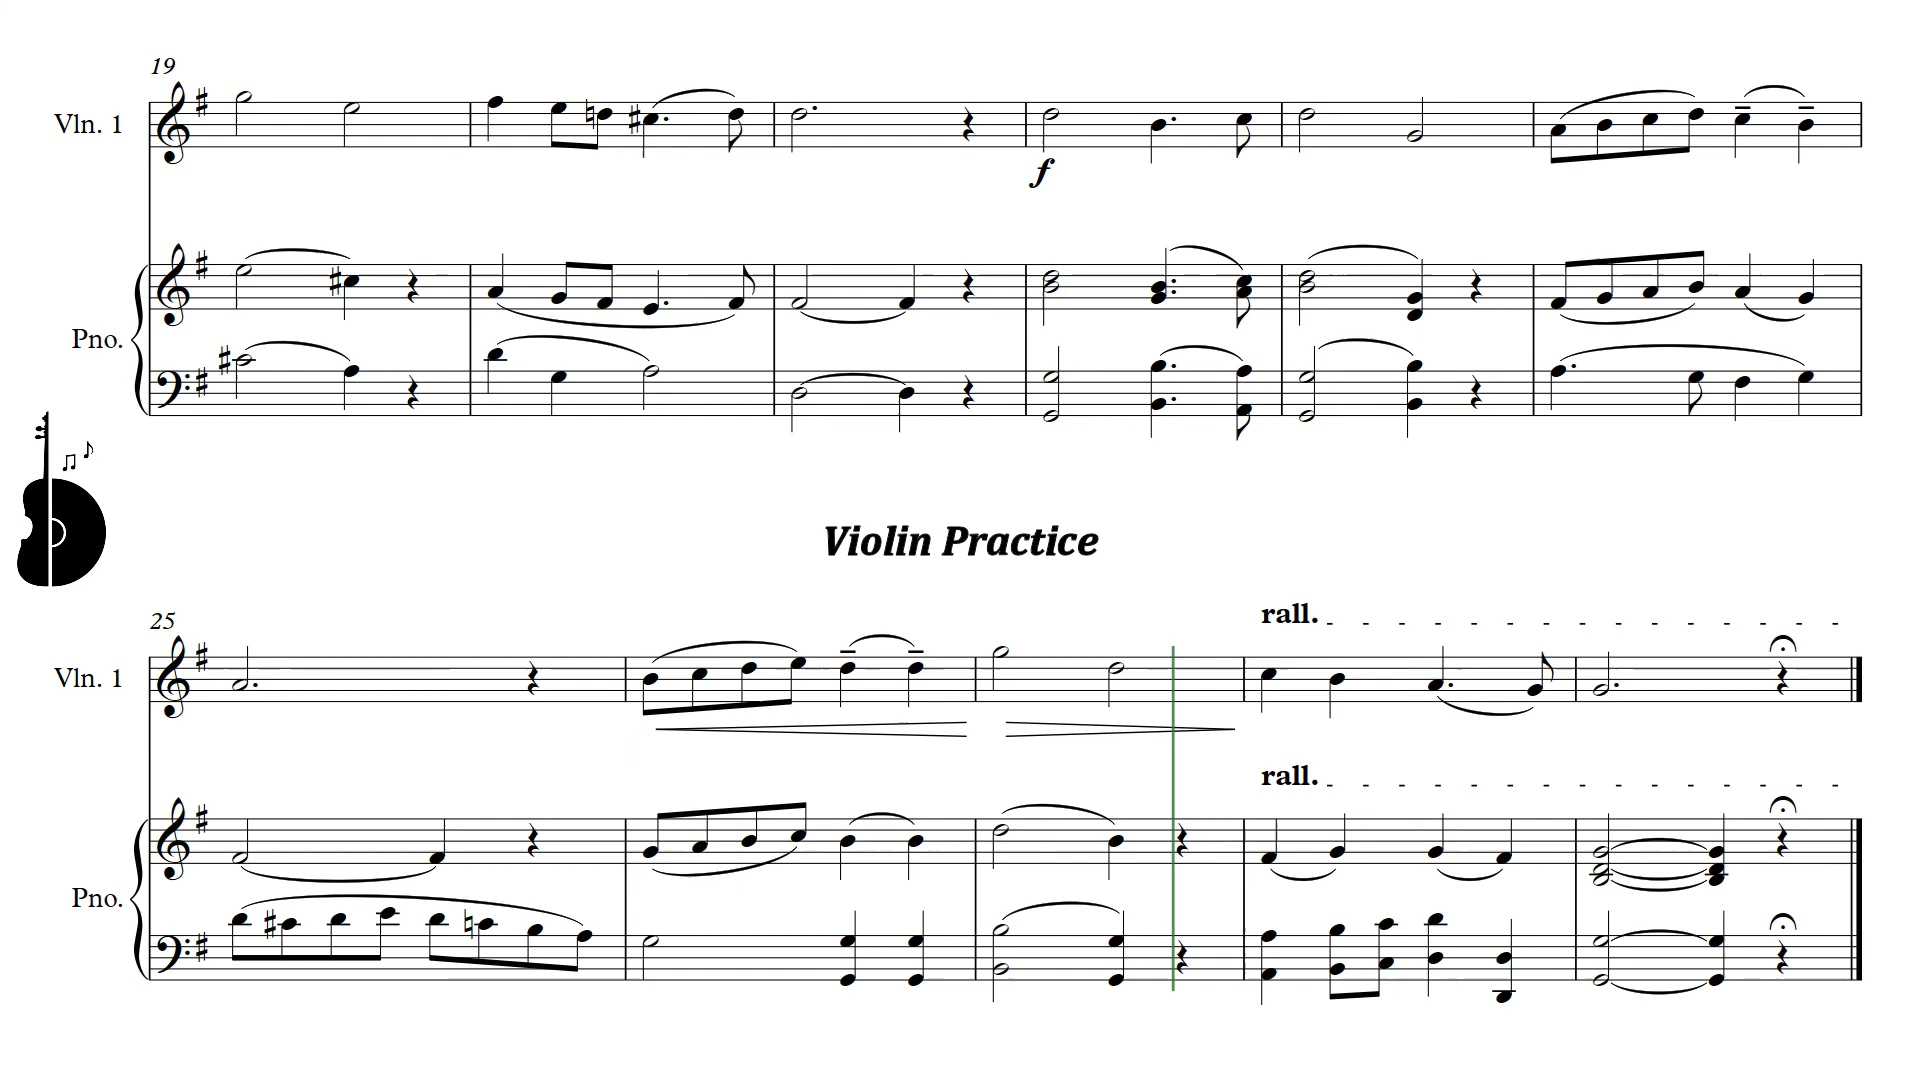 19
Vln. 1
f
Pno.
Violin Practice
rall.
25
Vln. 1
rall.
Pno.